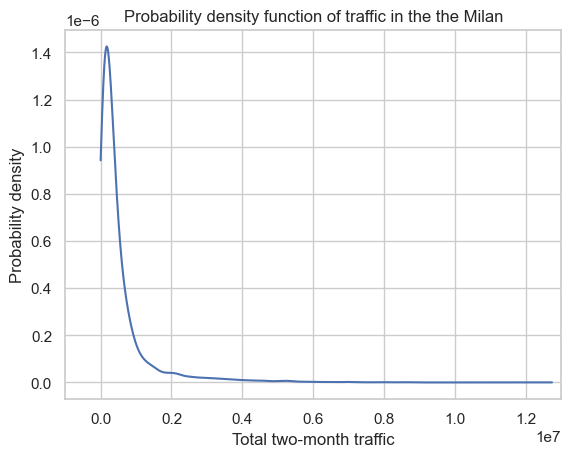 Probability density function of traffic in the the Milan
1e−6
1.4
1.2
1.0
0.8
0.6
0.4
0.2
0.0
Probability density
0.0 0.2 0.4 0.6 0.8 1.0 1.2
1e7
Total two-month traffic